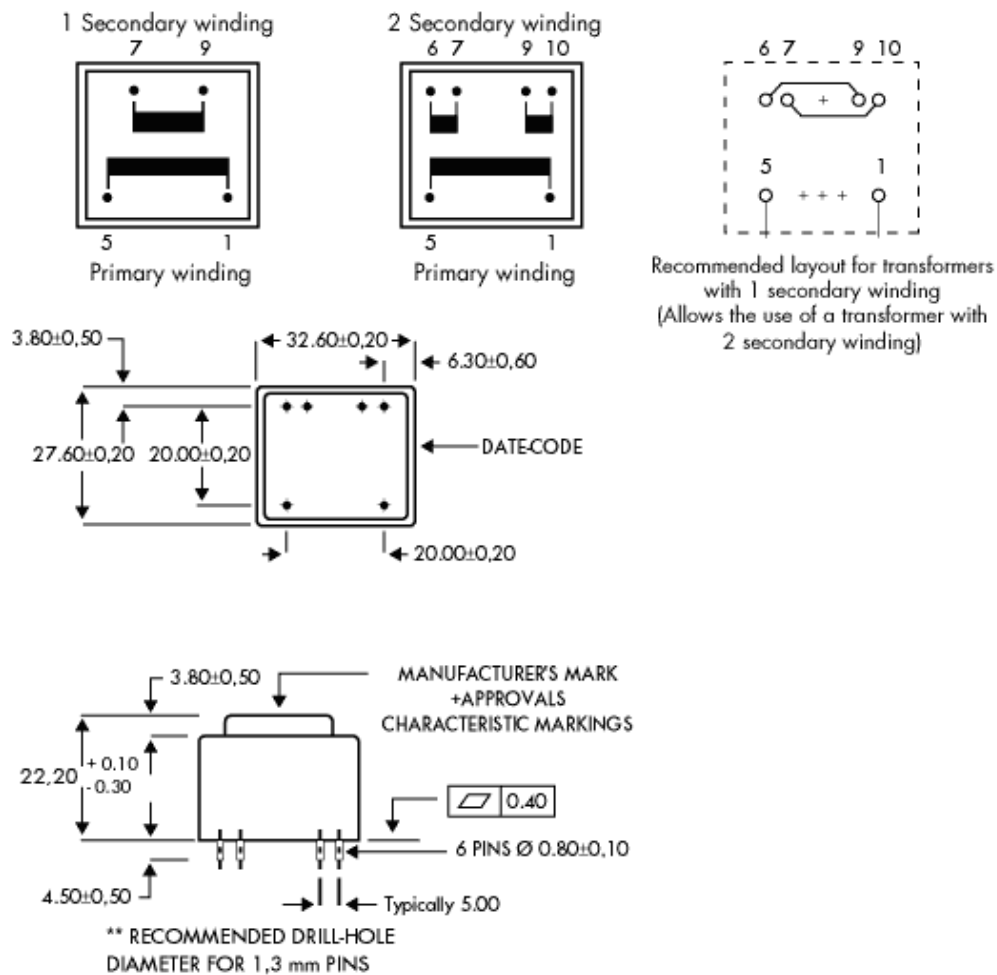 1 Secondary winding
7 9
5 1
Primary winding
2 Secondary winding
6 7 9 10
5 1
Primary winding
6 7 9 10
5 1
Recommended layout for transformers
with 1 secondary winding
(Allows the use of a transformer with
2 secondary winding)
3.80±0,50
32.60±0,20
6.30±0,60
27.60±0,20
20.00±0,20
DATE-CODE
20.00±0,20
3.80±0,50
MANUFACTURER'S MARK
+APPROVALS
CHARACTERISTIC MARKINGS
22,20 + 0.10
- 0.30
0.40
6 PINS Ø 0.80±0,10
4.50±0,50
Typically 5.00
** RECOMMENDED DRILL-HOLE
DIAMETER FOR 1,3 mm PINS